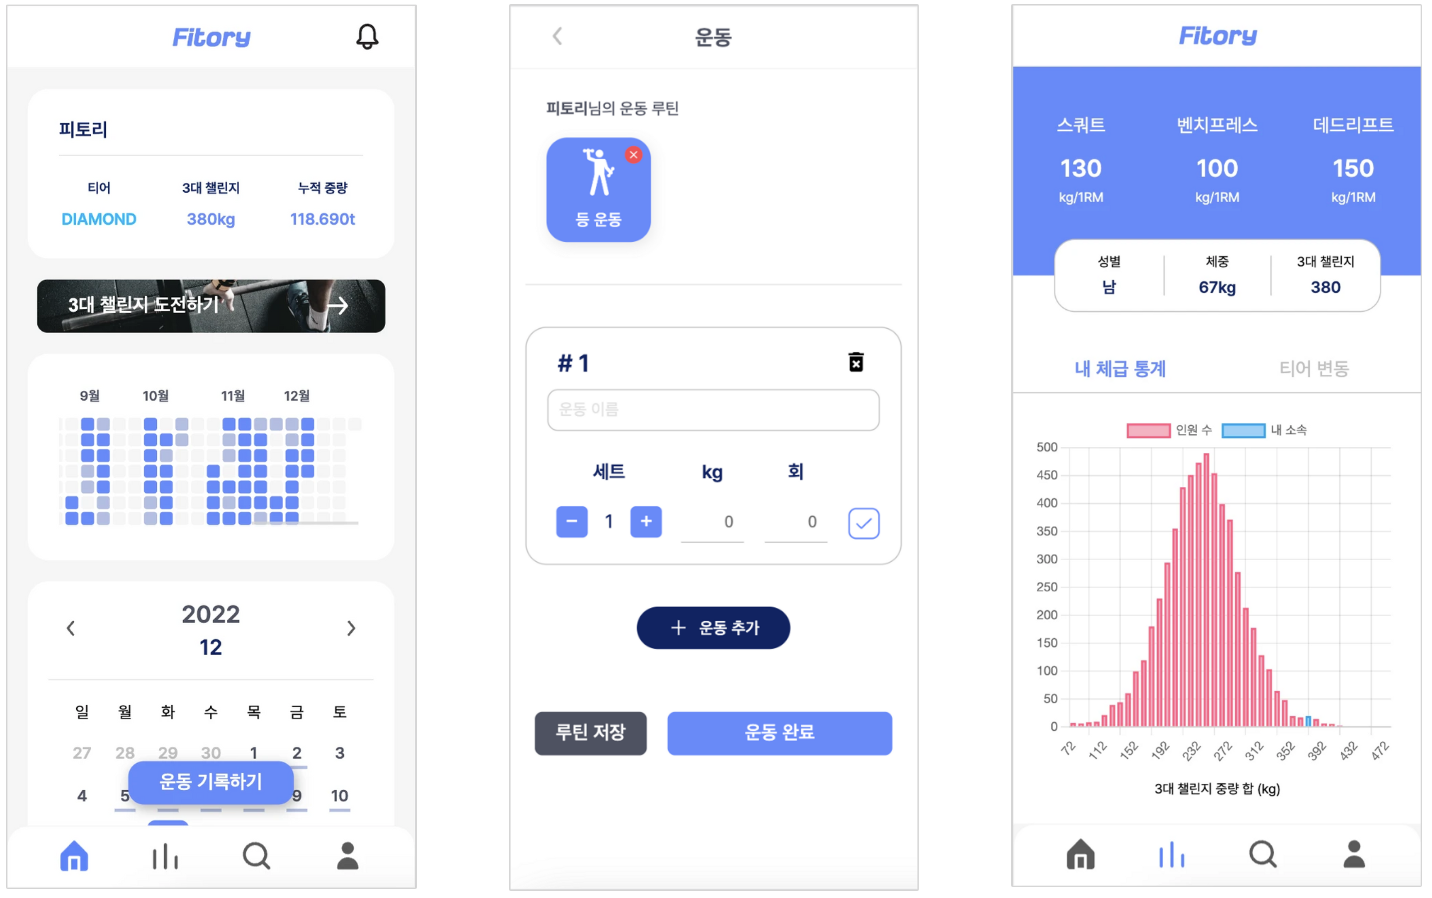 Fitory
피토리
티어 3대 챌린지 누적 중량
DIAMOND 380kg 118.690t
3대 챌린지 도전하기
9월 10월 11월 12월
2022
12
일 월 화 수 목 금 토
27 28 29 30 1 2 3
4 5 9 10
운동 기록하기
운동
피토리님의 운동 루틴
등 운동
# 1
운동 이름
세트 kg 회
1 0 0
운동 추가
루틴 저장 운동 완료
Fitory
스쿼트 벤치프레스 데드리프트
130 100 150
kg/1RM kg/1RM kg/1RM
성별 체중 3대 챌린지
남 67kg 380
내 체급 통계 티어 변동
인원 수 내 소속
500
450
400
350
300
250
200
150
100
50
0
72 112 152 192 232 272 312 352 392 432 472
3대 챌린지 중량 합 (kg)